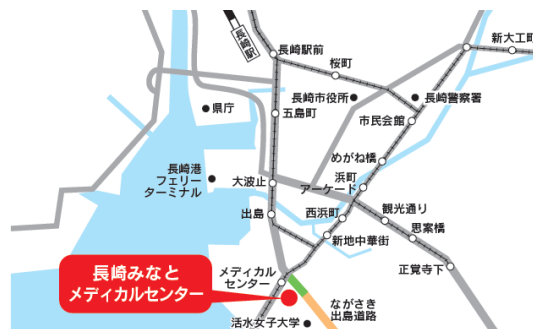 新大工町
長崎駅
長崎駅前
桜町
長崎市役所
長崎警察署
県庁
五島町
市民会館
めがね橋
長崎港
フェリー
ターミナル
大波止
浜町
アーケード
出島
西浜町
観光通り
思案橋
新地中華街
正覚寺下
長崎みなと
メディカルセンター
メディカル
センター
ながさき
出島道路
活水女子大学